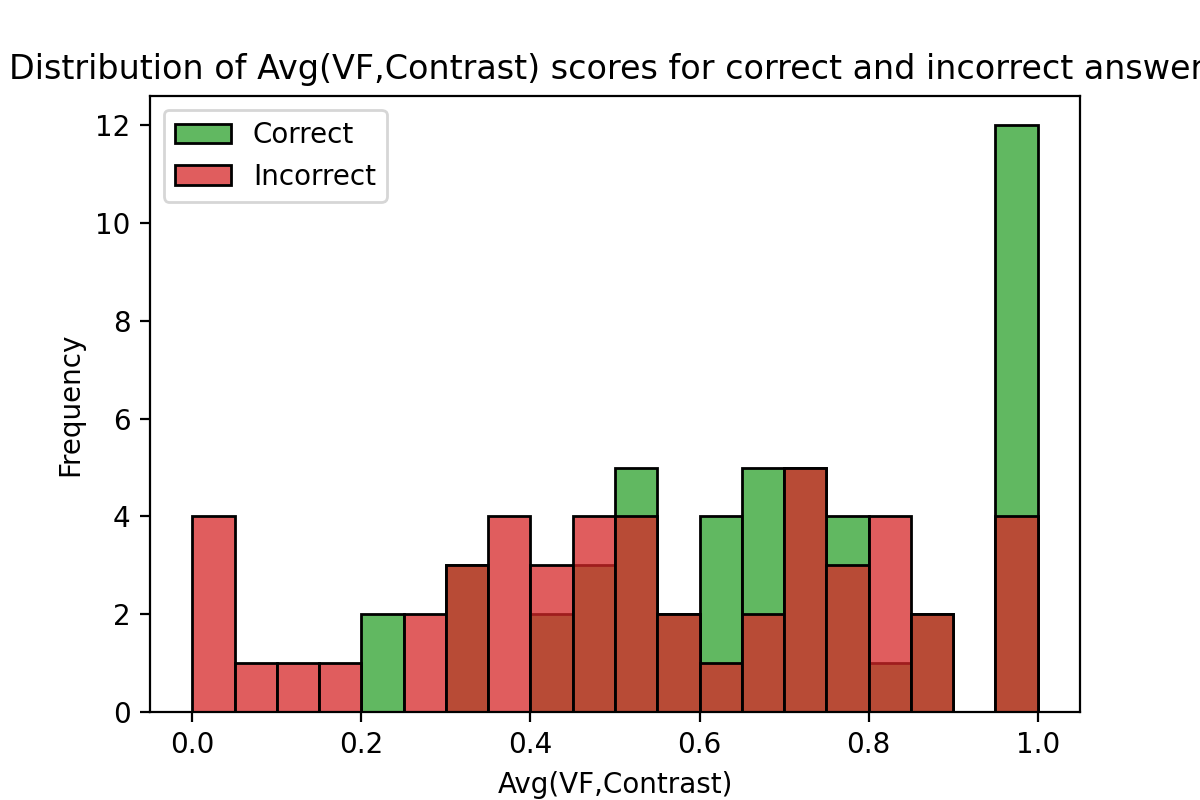 Distribution of Avg(VF,Contrast) scores for correct and incorrect answer
Correct
Incorrect
12
10
8
6
4
2
0
Frequency
0.0 0.2 0.4 0.6 0.8 1.0
Avg(VF,Contrast)